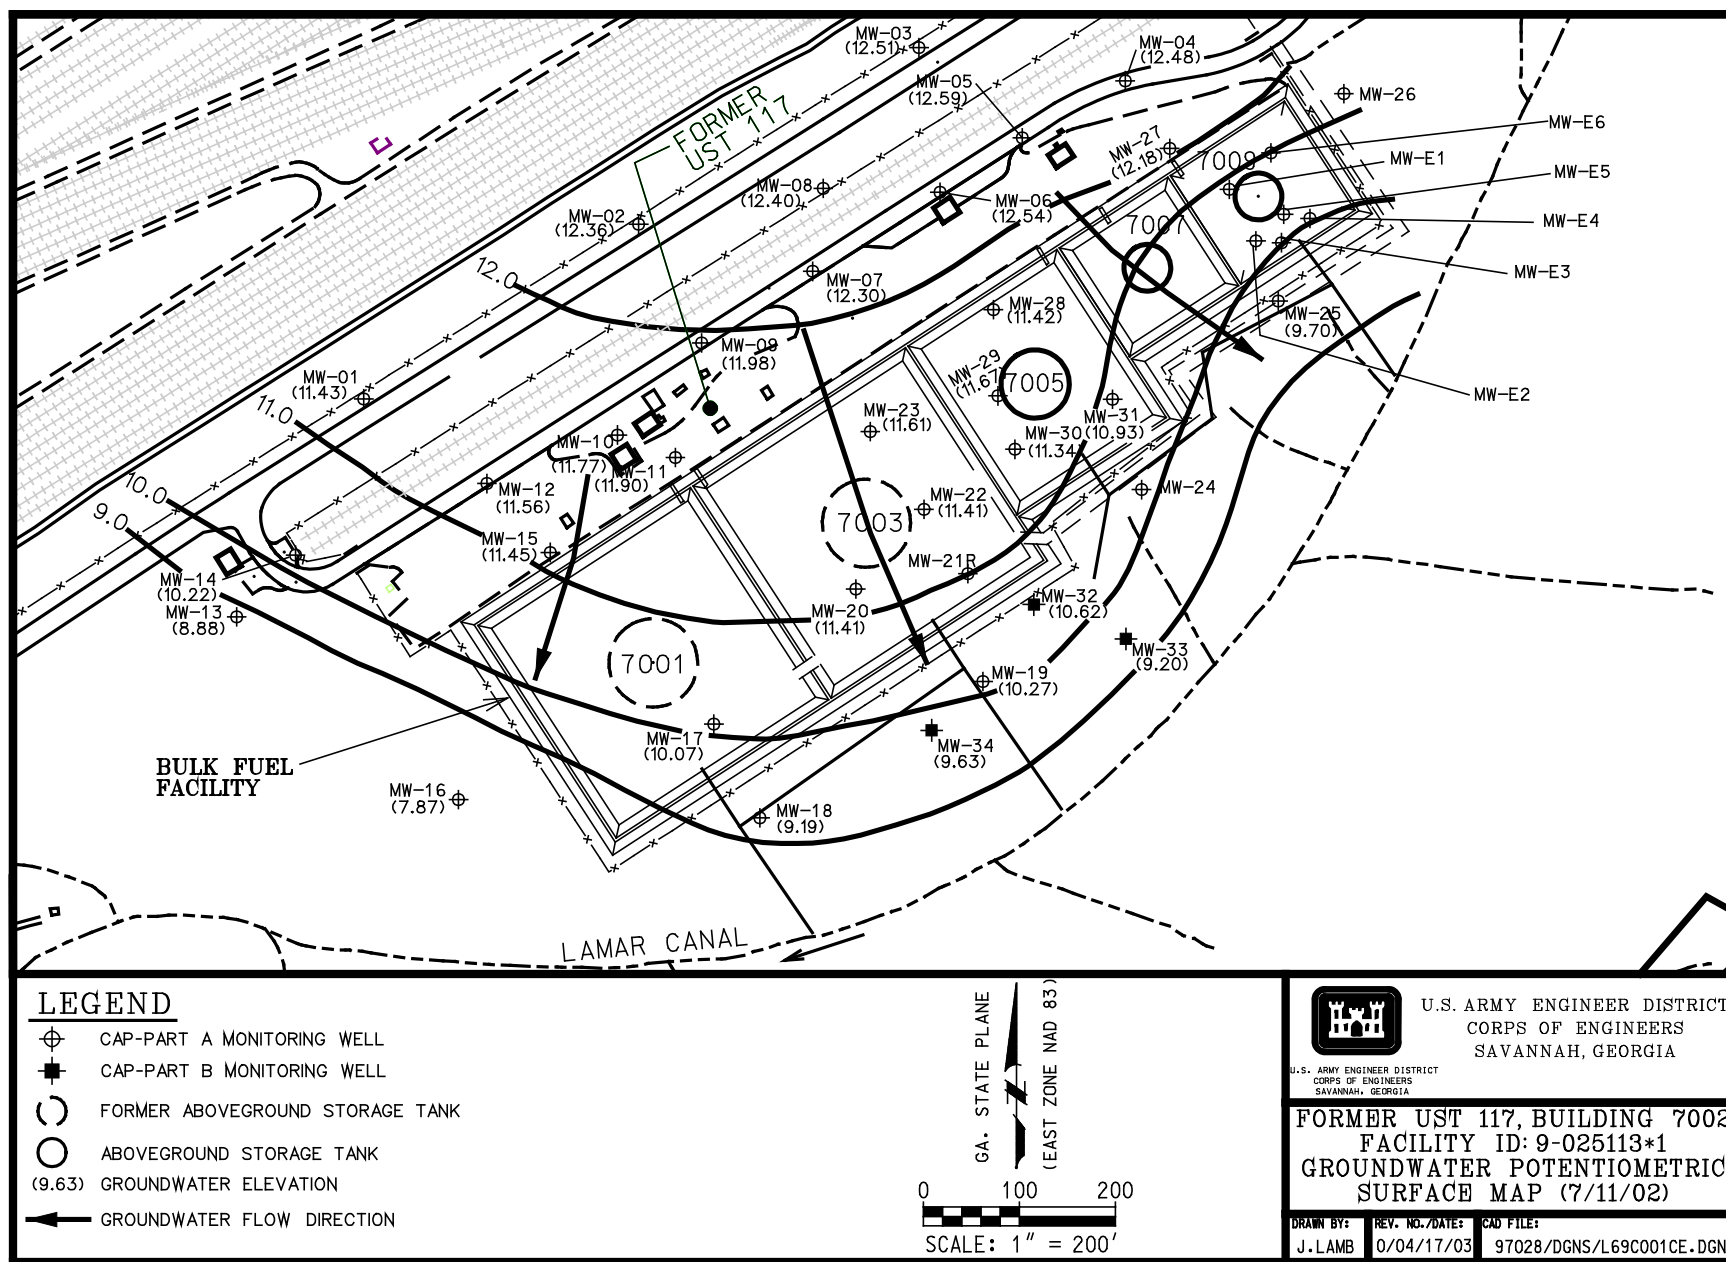 MW-03
(12.51)
MW-04
(12.48)
MW-05
(12.59)
MW-26
FORMER
UST 117
MW-27
(12.18)
7009
MW-E6
MW-E1
MW-E5
MW-E4
MW-E3
MW-08
(12.40)
MW-06
(12.54)
MW-02
(12.36)
7007
12.0
MW-07
(12.30)
MW-28
(11.42)
MW-25
(9.70)
MW-E2
MW-09
(11.98)
MW-29
(11.67)
7005
MW-01
(11.43)
11.0
MW-23
(11.61)
MW-31
(10.93)
MW-30
(11.34
MW-10
(11.77)
MW-11
(11.90)
MW-12
(11.56)
MW-24
10.0
9.0
MW-22
(11.41)
7003
MW-15
(11.45)
MW-21R
MW-14
(10.22)
MW-13
(8.88)
MW-20
(11.41)
MW-32
(10.62)
MW-33
(9.20)
7001
MW-19
(10.27)
MW-17
(10.07)
MW-34
(9.63)
BULK FUEL
FACILITY
MW-16
(7.87)
MW-18
(9.19)
LAMAR CANAL
LEGEND
CAP-PART A MONITORING WELL
CAP-PART B MONITORING WELL
FORMER ABOVEGROUND STORAGE TANK
ABOVEGROUND STORAGE TANK
(9.63) GROUNDWATER ELEVATION
GROUNDWATER FLOW DIRECTION
GA. STATE PLANE
(EAST ZONE NAD 83)
0 100 200
SCALE: 1" = 200'
U.S. ARMY ENGINEER DISTRICT
CORPS OF ENGINEERS
SAVANNAH, GEORGIA
U.S. ARMY ENGINEER DISTRICT
CORPS OF ENGINEERS
SAVANNAH, GEORGIA
FORMER UST 117, BUILDING 7002
FACILITY ID: 9-025113*1
GROUNDWATER POTENTIOMETRIC
SURFACE MAP (7/11/02)
DRAWN BY:
J.LAMB
REV. NO./DATE:
0/04/17/03
CAD FILE:
97028/DGNS/L69C001CE.DGN